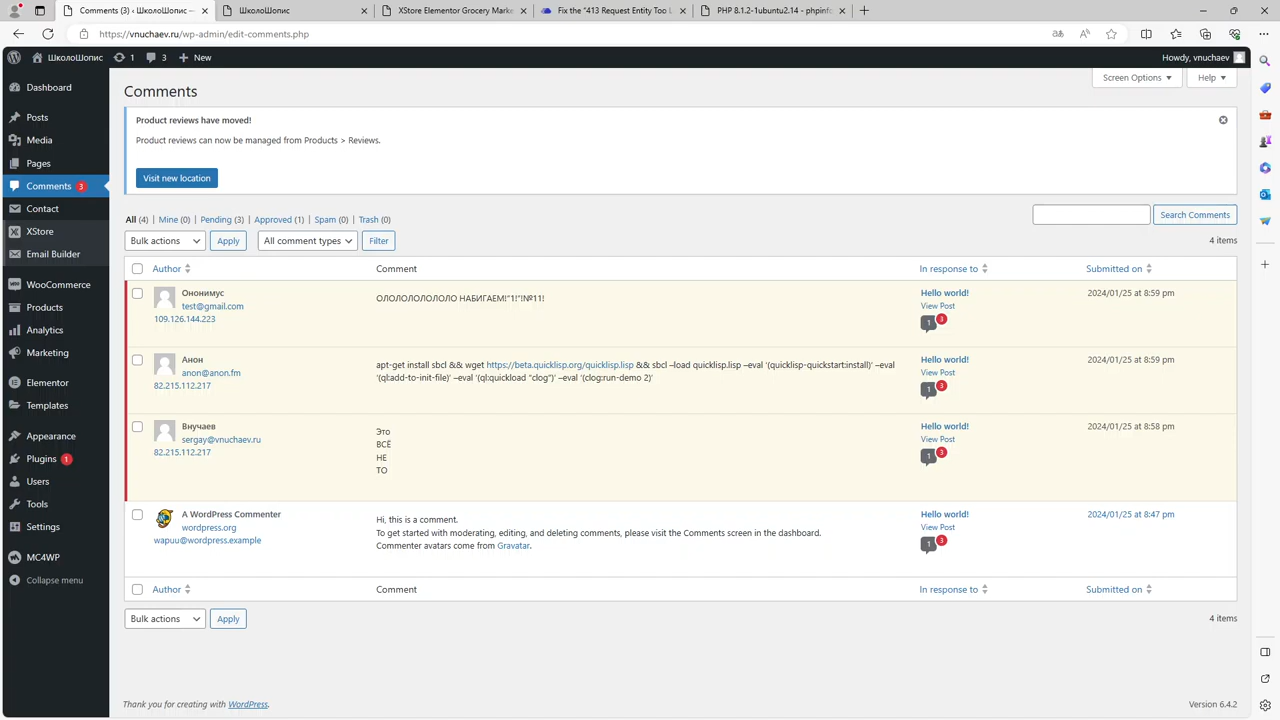 Comments (3) ‹ ШколоШопис —
ШколоШопис
XStore Elementor Grocery Marke
Fix the "413 Request Entity Too L
PHP 8.1.2-1ubuntu2.14 - phpinfo
https://vnuchaev.ru/wp-admin/edit-comments.php
ШколоШопис
1
3
New
Howdy, vnuchaev
Screen Options
Help
Dashboard
Posts
Media
Pages
Comments 3
Contact
XStore
Email Builder
WooCommerce
Products
Analytics
Marketing
Elementor
Templates
Appearance
Plugins 1
Users
Tools
Settings
MC4WP
Collapse menu
Comments
Product reviews have moved!
Product reviews can now be managed from Products > Reviews.
Visit new location
All (4) | Mine (0) | Pending (3) | Approved (1) | Spam (0) | Trash (0)
Search Comments
Bulk actions
Apply
All comment types
Filter
4 items
Author
Comment
In response to
Submitted on
Ононимус
test@gmail.com
109.126.144.223
ОЛОЛОЛОЛОЛОЛО НАБИГАЕМ!"1!"!№11!
Hello world!
View Post
1 3
2024/01/25 at 8:59 pm
Анон
anon@anon.fm
82.215.112.217
apt-get install sbcl && wget https://beta.quicklisp.org/quicklisp.lisp && sbcl –load quicklisp.lisp –eval '(quicklisp-quickstart:install)' –eval
'(ql:add-to-init-file)' –eval '(ql:quickload "clog")' –eval '(clog:run-demo 2)'
Hello world!
View Post
1 3
2024/01/25 at 8:59 pm
Внучаев
sergay@vnuchaev.ru
82.215.112.217
Это
ВСЁ
НЕ
ТО
Hello world!
View Post
1 3
2024/01/25 at 8:58 pm
A WordPress Commenter
wordpress.org
wapuu@wordpress.example
Hi, this is a comment.
To get started with moderating, editing, and deleting comments, please visit the Comments screen in the dashboard.
Commenter avatars come from Gravatar.
Hello world!
View Post
1 3
2024/01/25 at 8:47 pm
Author
Comment
In response to
Submitted on
Bulk actions
Apply
4 items
Thank you for creating with WordPress.
Version 6.4.2